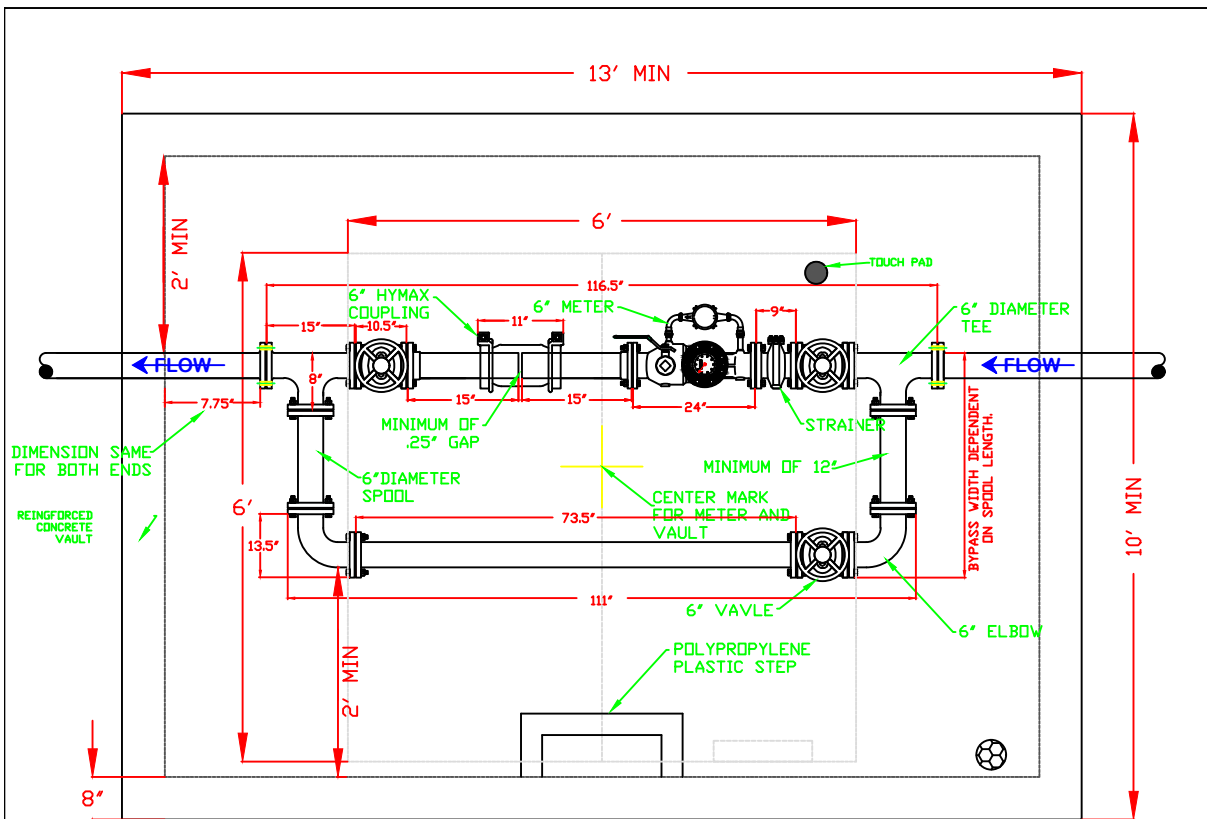 13' MIN
6'
2' MIN
TOUCH PAD
116.5"
6" HYMAX
COUPLING
6" METER
6" DIAMETER
TEE
15"
10.5"
11"
9"
FLOW
FLOW
8"
7.75"
15"
15"
24"
MINIMUM OF
.25" GAP
STRAINER
DIMENSION SAME
FOR BOTH ENDS
6"DIAMETER
SPOOL
MINIMUM OF 12"
BYPASS WIDTH DEPENDENT
ON SPOOL LENGTH.
CENTER MARK
FOR METER AND
VAULT
REINGFORCED
CONCRETE
VAULT
6'
10' MIN
73.5"
13.5"
111"
6" VAVLE
6" ELBOW
2' MIN
POLYPROPYLENE
PLASTIC STEP
8"